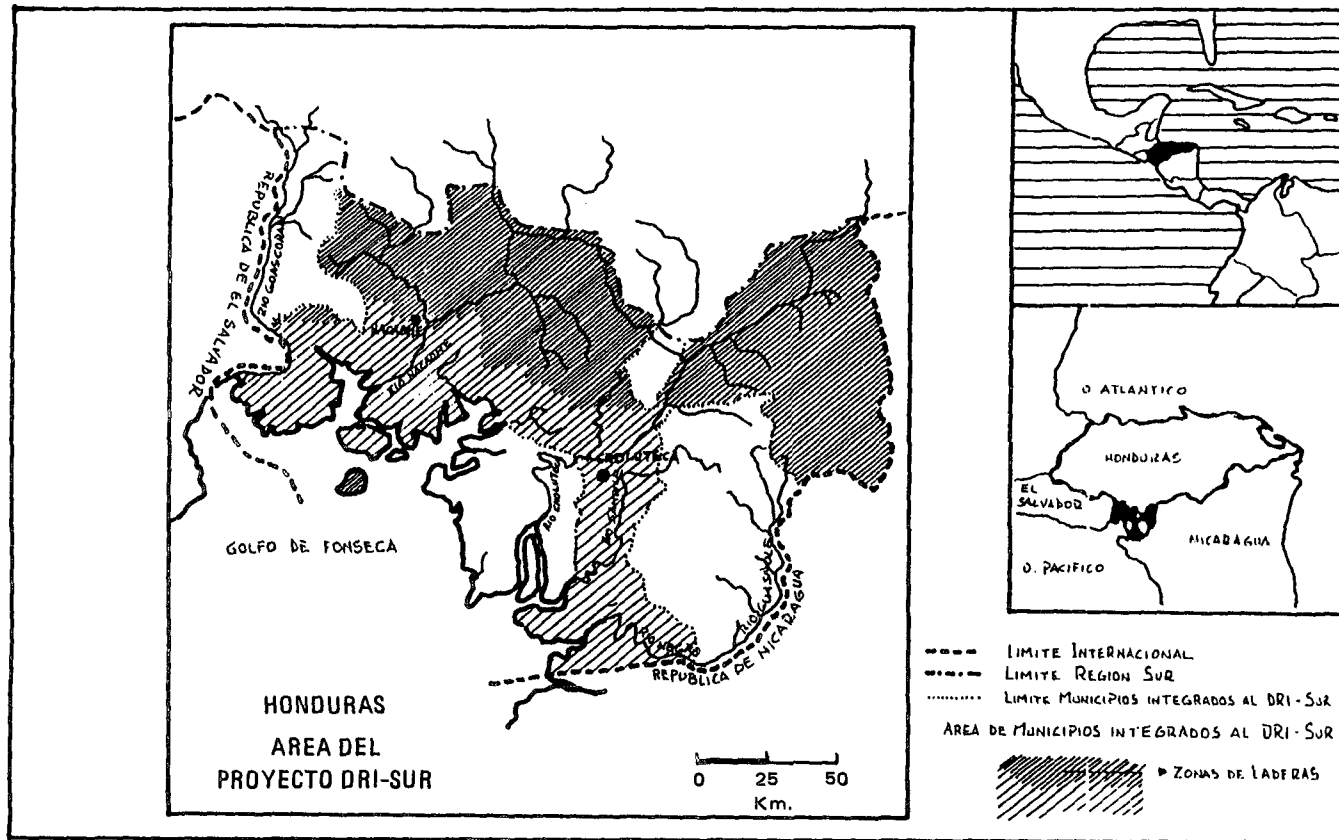 REPUBLICA DE EL SALVADOR
RIO GOASCORAN
NACAOME
RIO NACAOME
CHOLUTECA
RIO CHOLUTECA
RIO SAMPILE
GOLFO DE FONSECA
RIO NEGRO
RIO GUASAULE
REPUBLICA DE NICARAGUA
HONDURAS
AREA DEL
PROYECTO DRI-SUR
0 25 50
Km.
O. ATLANTICO
HONDURAS
EL
SALVADOR
NICARAGUA
O. PACIFICO
LIMITE INTERNACIONAL
LIMITE REGION SUR
LIMITE MUNICIPIOS INTEGRADOS AL DRI-SUR
AREA DE MUNICIPIOS INTEGRADOS AL DRI-SUR
ZONAS DE LADERAS